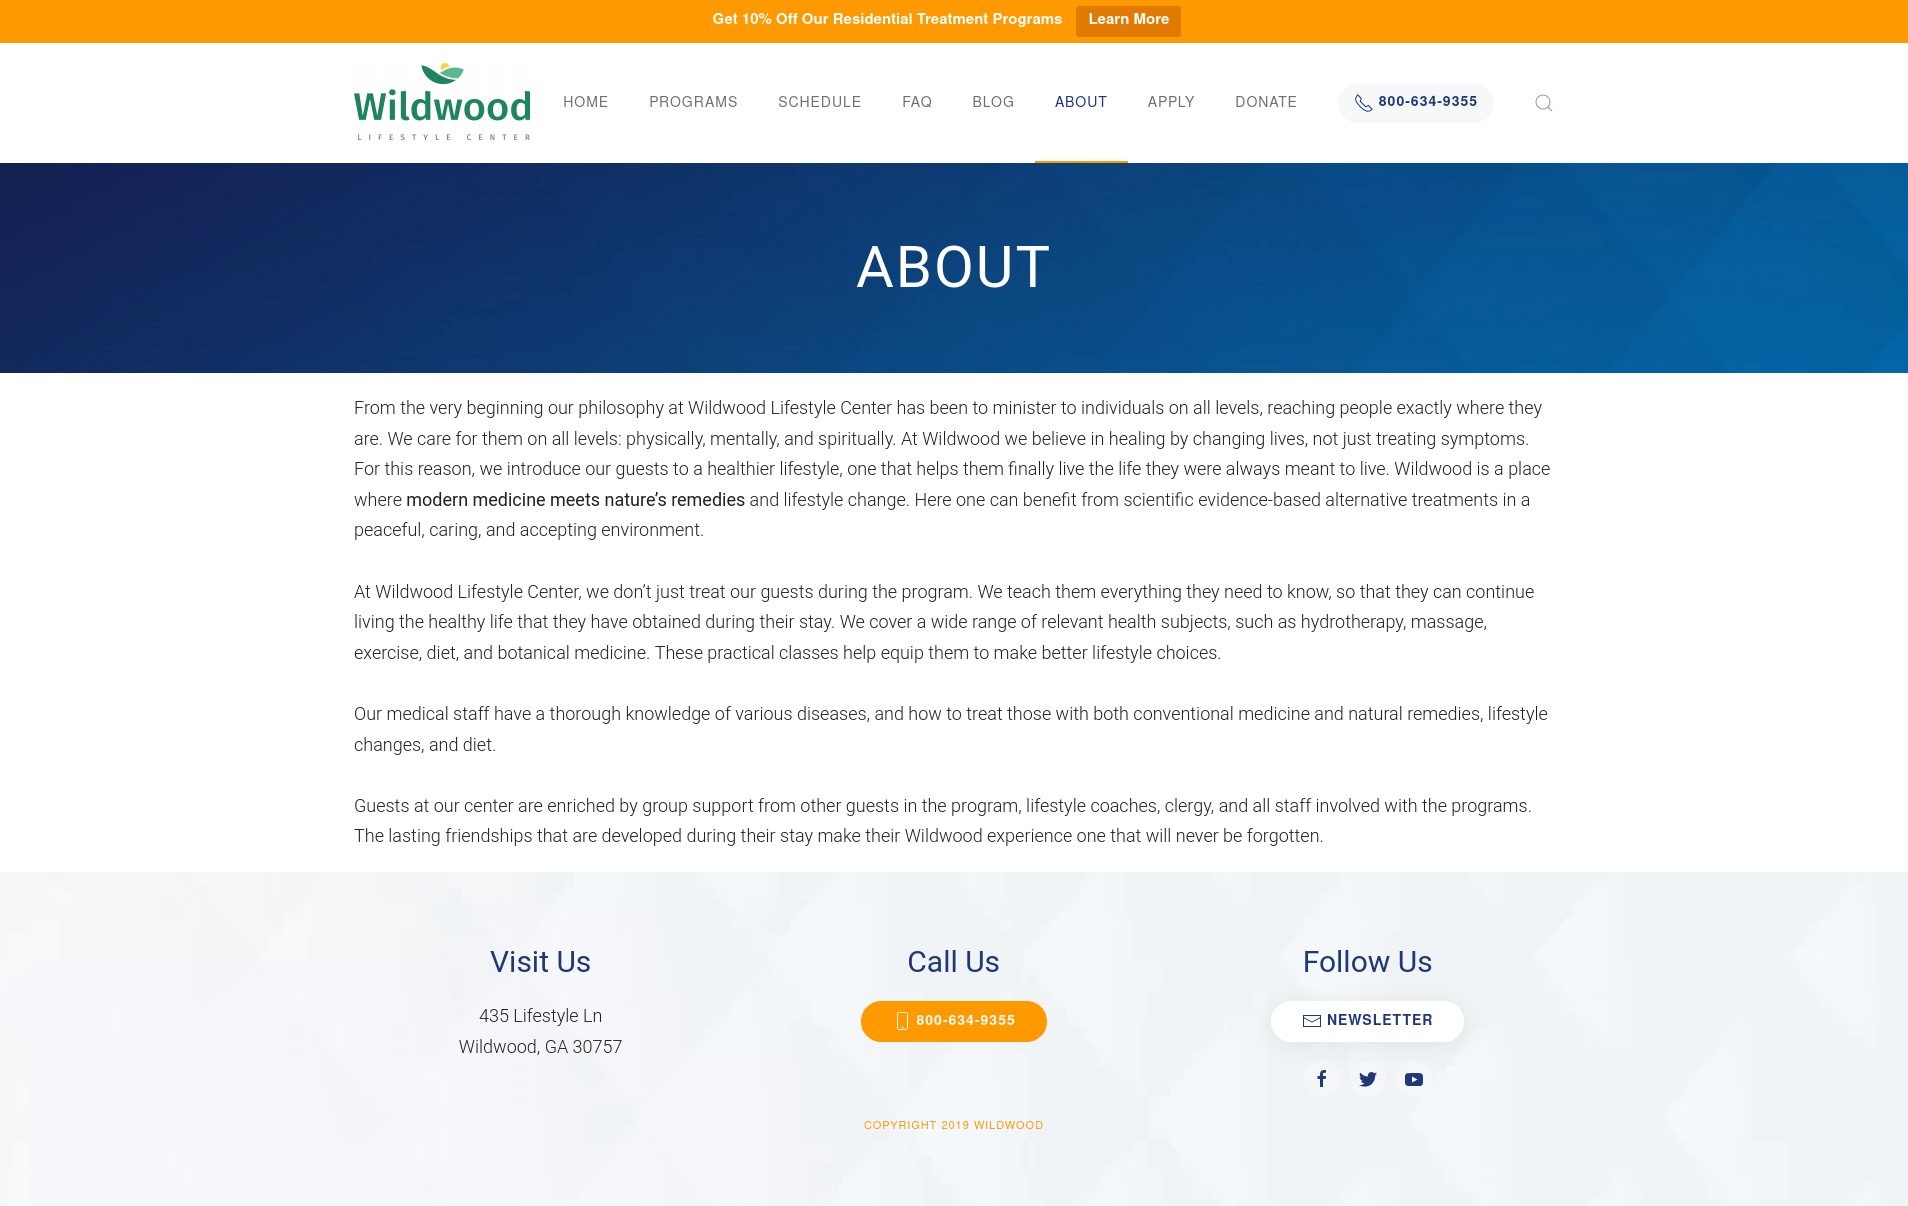 Get 10% Off Our Residential Treatment Programs Learn More
Wildwood
LIFESTYLE CENTER
HOME PROGRAMS SCHEDULE FAQ BLOG ABOUT APPLY DONATE 800-634-9355
ABOUT
From the very beginning our philosophy at Wildwood Lifestyle Center has been to minister to individuals on all levels, reaching people exactly where they
are. We care for them on all levels: physically, mentally, and spiritually. At Wildwood we believe in healing by changing lives, not just treating symptoms.
For this reason, we introduce our guests to a healthier lifestyle, one that helps them finally live the life they were always meant to live. Wildwood is a place
where modern medicine meets nature’s remedies and lifestyle change. Here one can benefit from scientific evidence-based alternative treatments in a
peaceful, caring, and accepting environment.
At Wildwood Lifestyle Center, we don’t just treat our guests during the program. We teach them everything they need to know, so that they can continue
living the healthy life that they have obtained during their stay. We cover a wide range of relevant health subjects, such as hydrotherapy, massage,
exercise, diet, and botanical medicine. These practical classes help equip them to make better lifestyle choices.
Our medical staff have a thorough knowledge of various diseases, and how to treat those with both conventional medicine and natural remedies, lifestyle
changes, and diet.
Guests at our center are enriched by group support from other guests in the program, lifestyle coaches, clergy, and all staff involved with the programs.
The lasting friendships that are developed during their stay make their Wildwood experience one that will never be forgotten.
Visit Us
435 Lifestyle Ln
Wildwood, GA 30757
Call Us
800-634-9355
Follow Us
NEWSLETTER
COPYRIGHT 2019 WILDWOOD